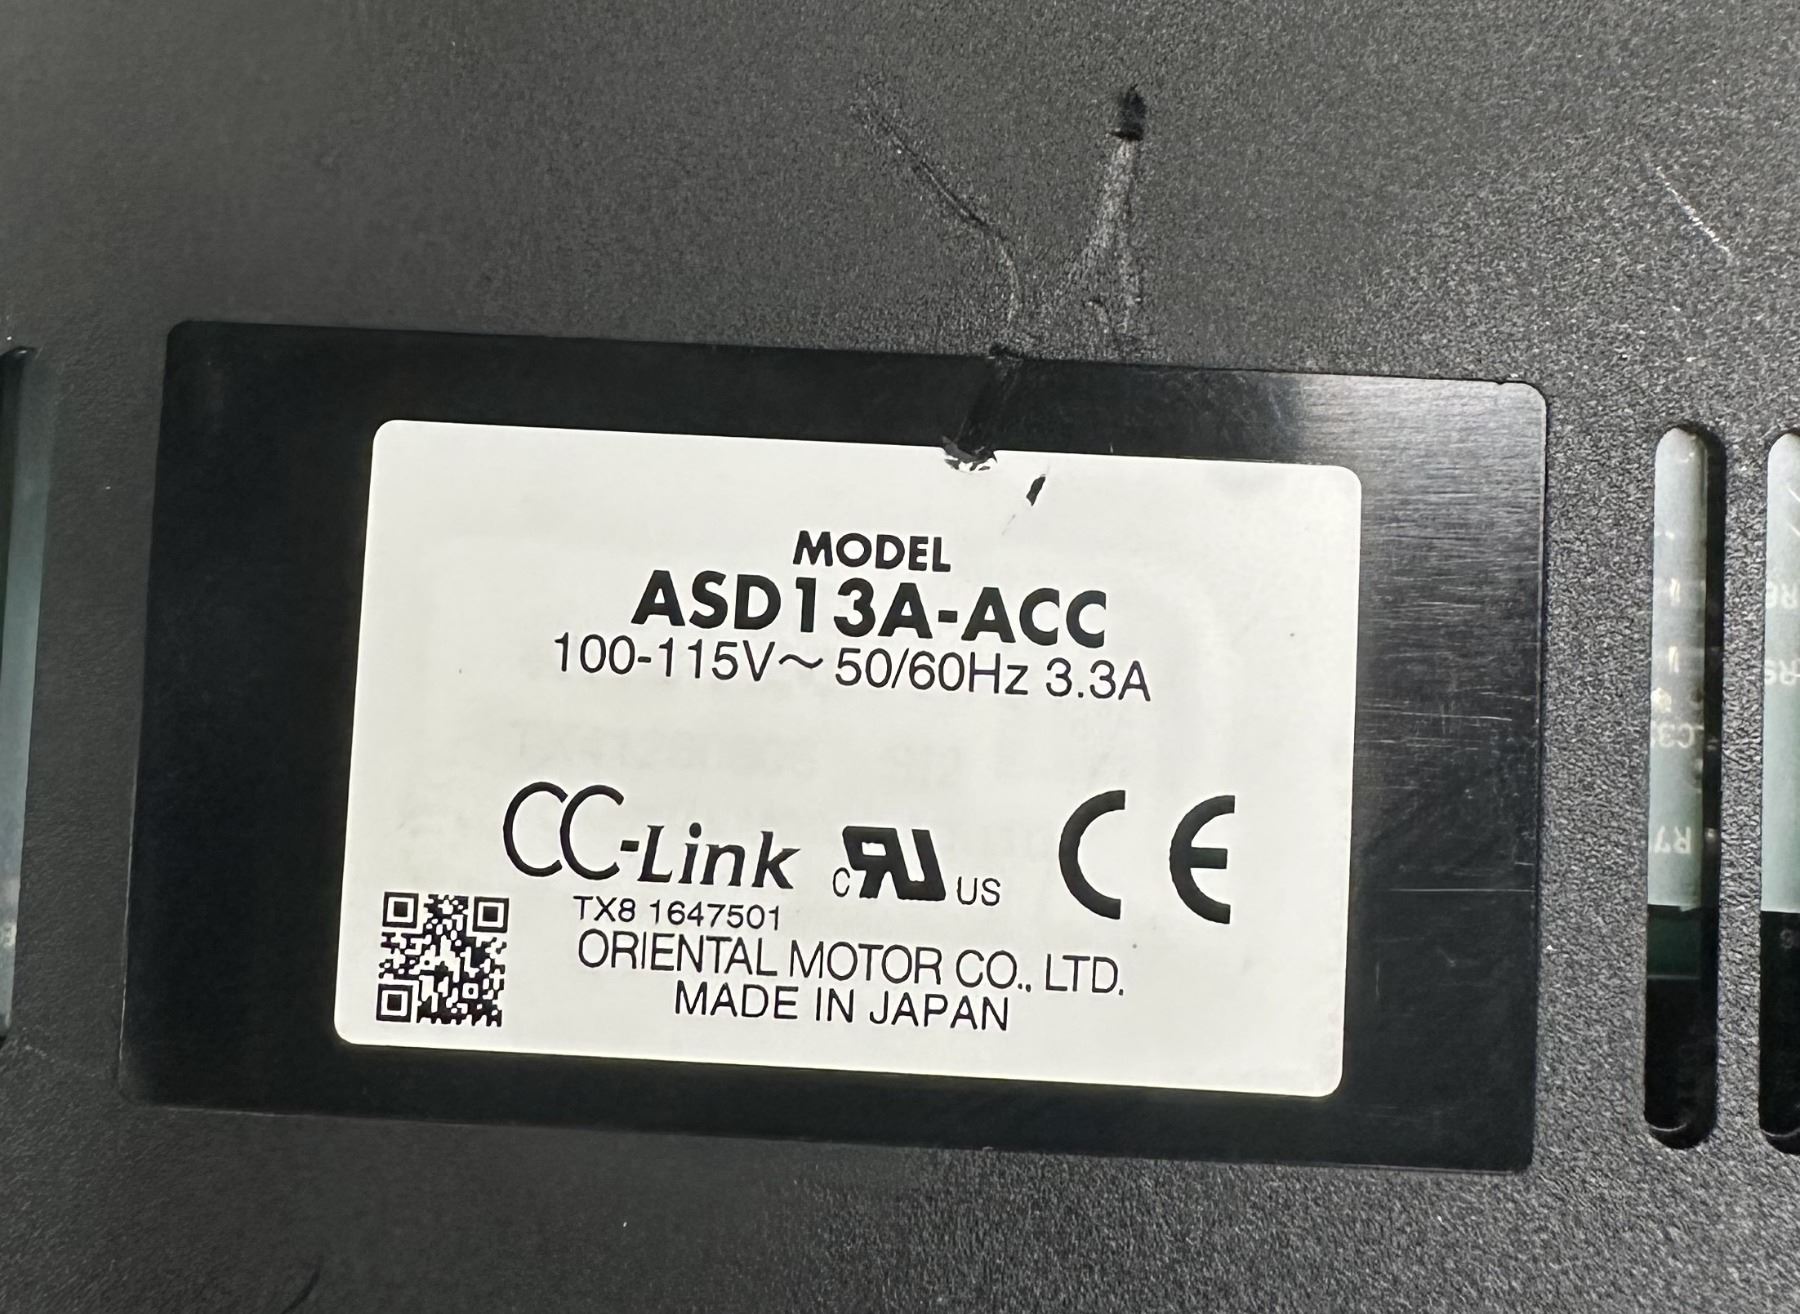 MODEL
ASD13A-ACC
100-115V～ 50/60Hz 3.3A
CC-Link c RU US CE
TX8 1647501
ORIENTAL MOTOR CO., LTD.
MADE IN JAPAN